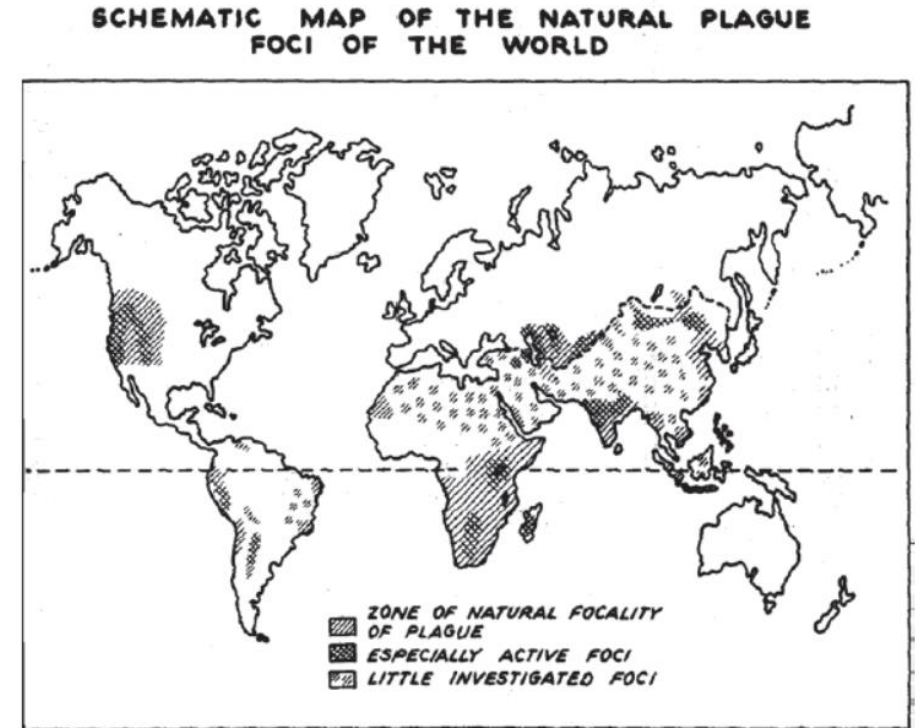 SCHEMATIC MAP OF THE NATURAL PLAGUE
FOCI OF THE WORLD
ZONE OF NATURAL FOCALITY
OF PLAGUE
ESPECIALLY ACTIVE FOCI
LITTLE INVESTIGATED FOCI